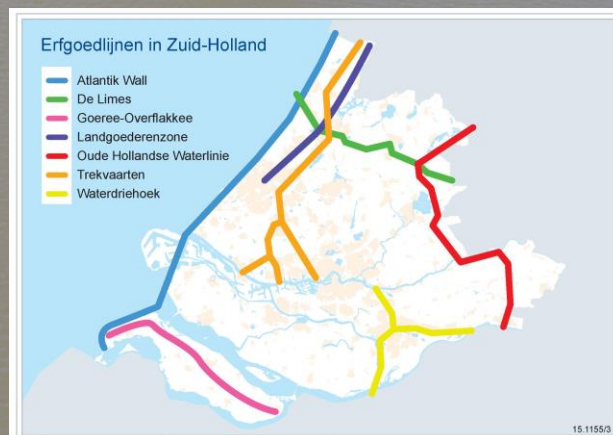 Erfgoedlijnen in Zuid-Holland
Atlantik Wall
De Limes
Goeree-Overflakkee
Landgoederenzone
Oude Hollandse Waterlinie
Trekvaarten
Waterdriehoek
15.1155/3